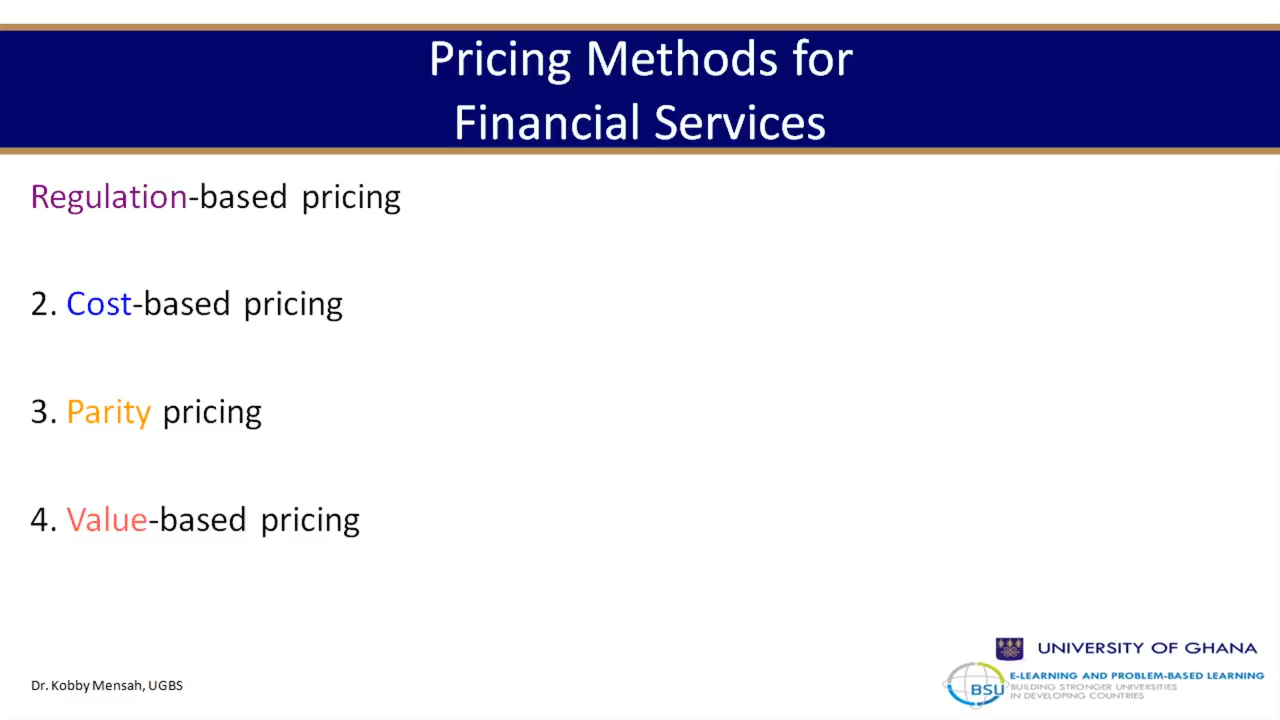 Pricing Methods for
Financial Services
Regulation-based pricing
2. Cost-based pricing
3. Parity pricing
4. Value-based pricing
Dr. Kobby Mensah, UGBS
UNIVERSITY OF GHANA
BSU
E-LEARNING AND PROBLEM-BASED LEARNING
BUILDING STRONGER UNIVERSITIES
IN DEVELOPING COUNTRIES